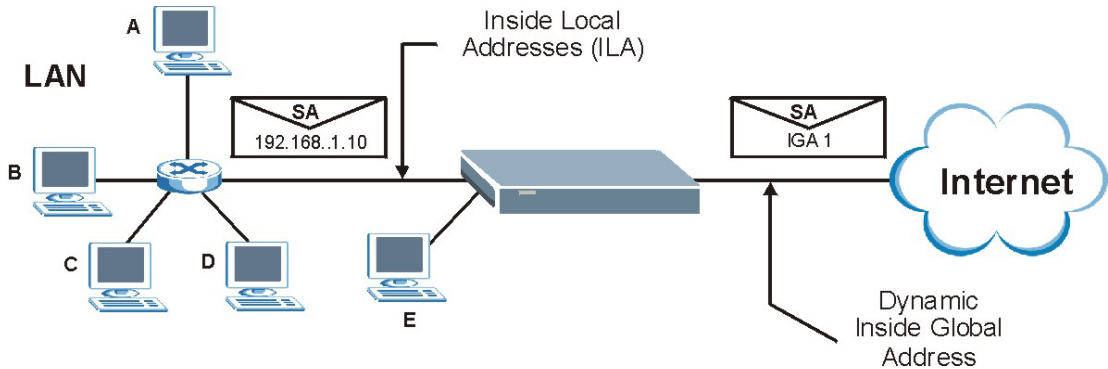 A
Inside Local
Addresses (ILA)
LAN
SA
192.168..1.10
SA
IGA 1
B
Internet
C
D
E
Dynamic
Inside Global
Address